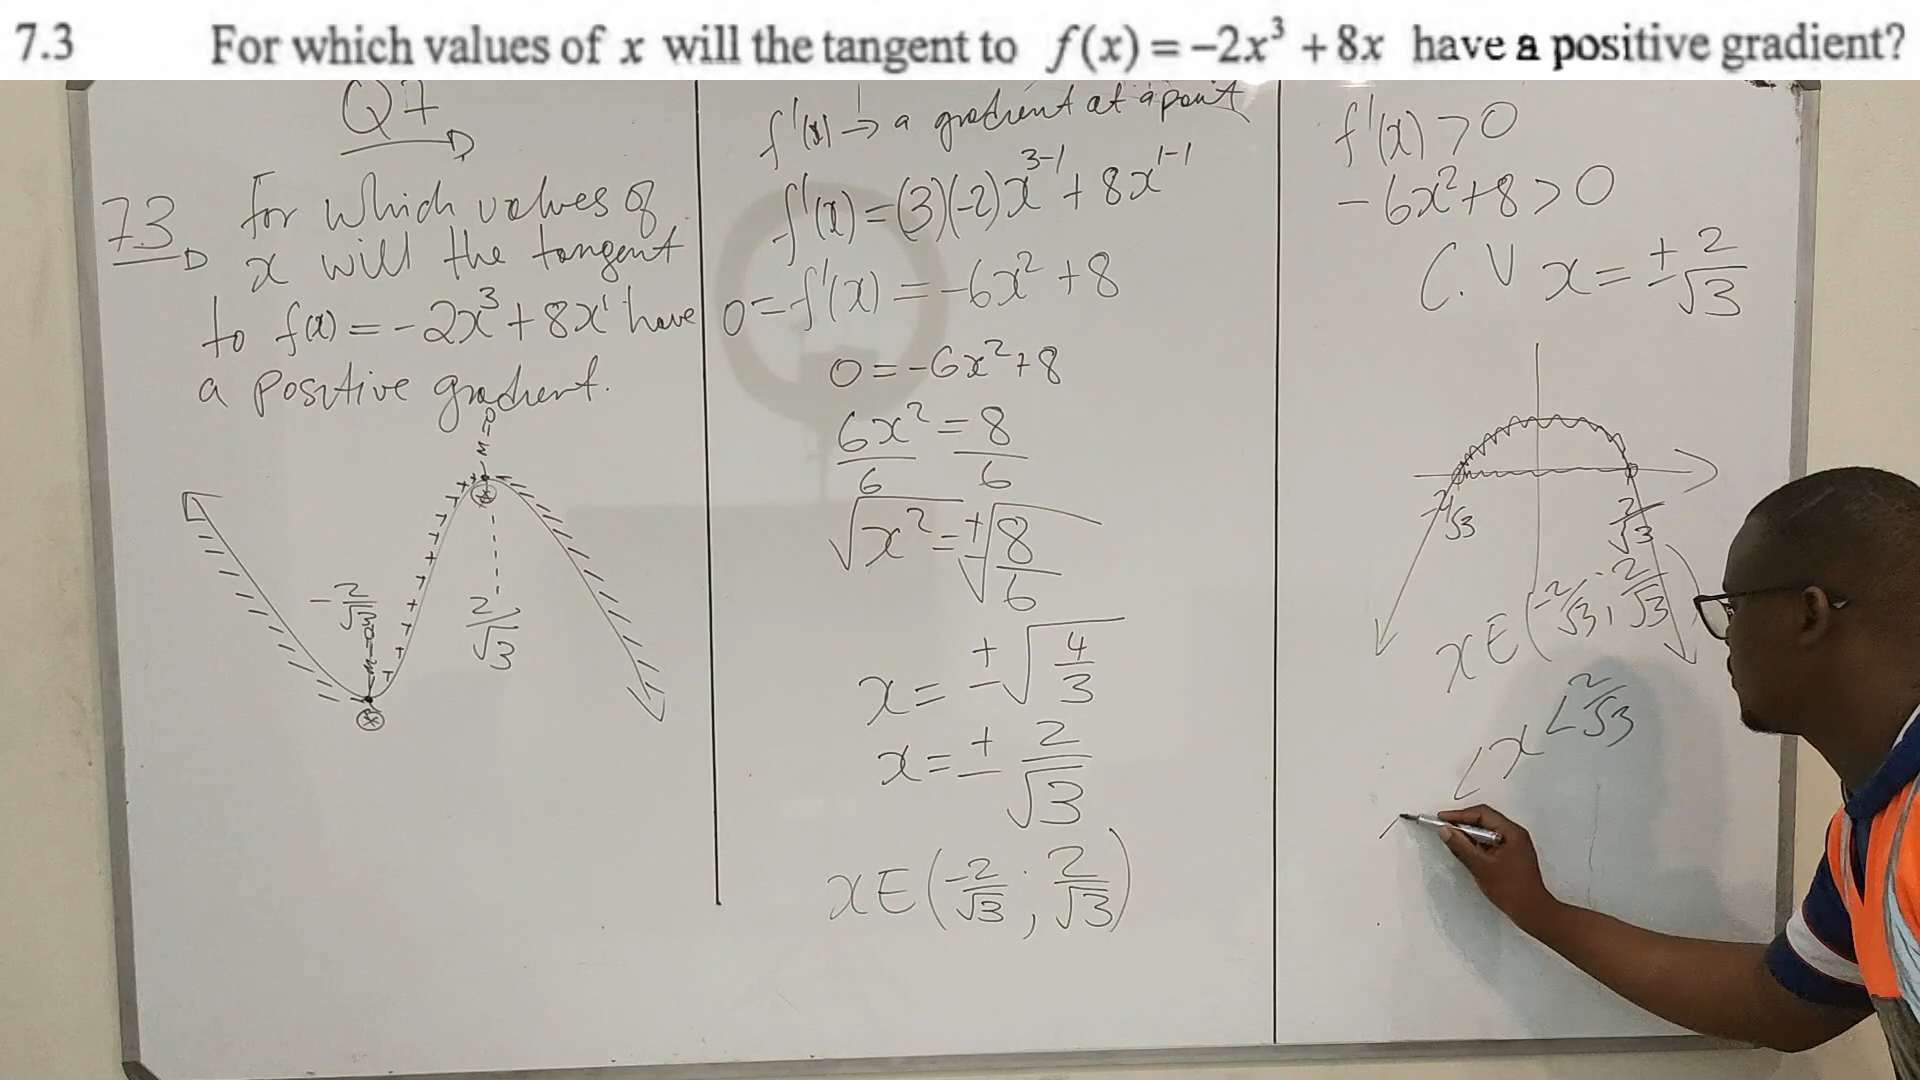 7.3 For which values of x will the tangent to f(x) = −2x³ + 8x have a positive gradient?
Q7
7.3 For which values of
x will the tangent
to f(x) = -2x³ + 8x¹ have
a positive gradient.
m=0
-2/√3
m=0
2/√3
f'(x) → a gradient at a point
f'(x) = (3)(-2)x³⁻¹ + 8x¹⁻¹
0 = f'(x) = -6x² + 8
0 = -6x² + 8
6x²/6 = 8/6
√x² = ±√8/6
x = ±√4/3
x = ± 2/√3
x E (-2/√3 ; 2/√3)
f'(x) > 0
-6x² + 8 > 0
C.V x = ± 2/√3
-2/√3
2/√3
x E (-2/√3 ; 2/√3)
< x < 2/√3